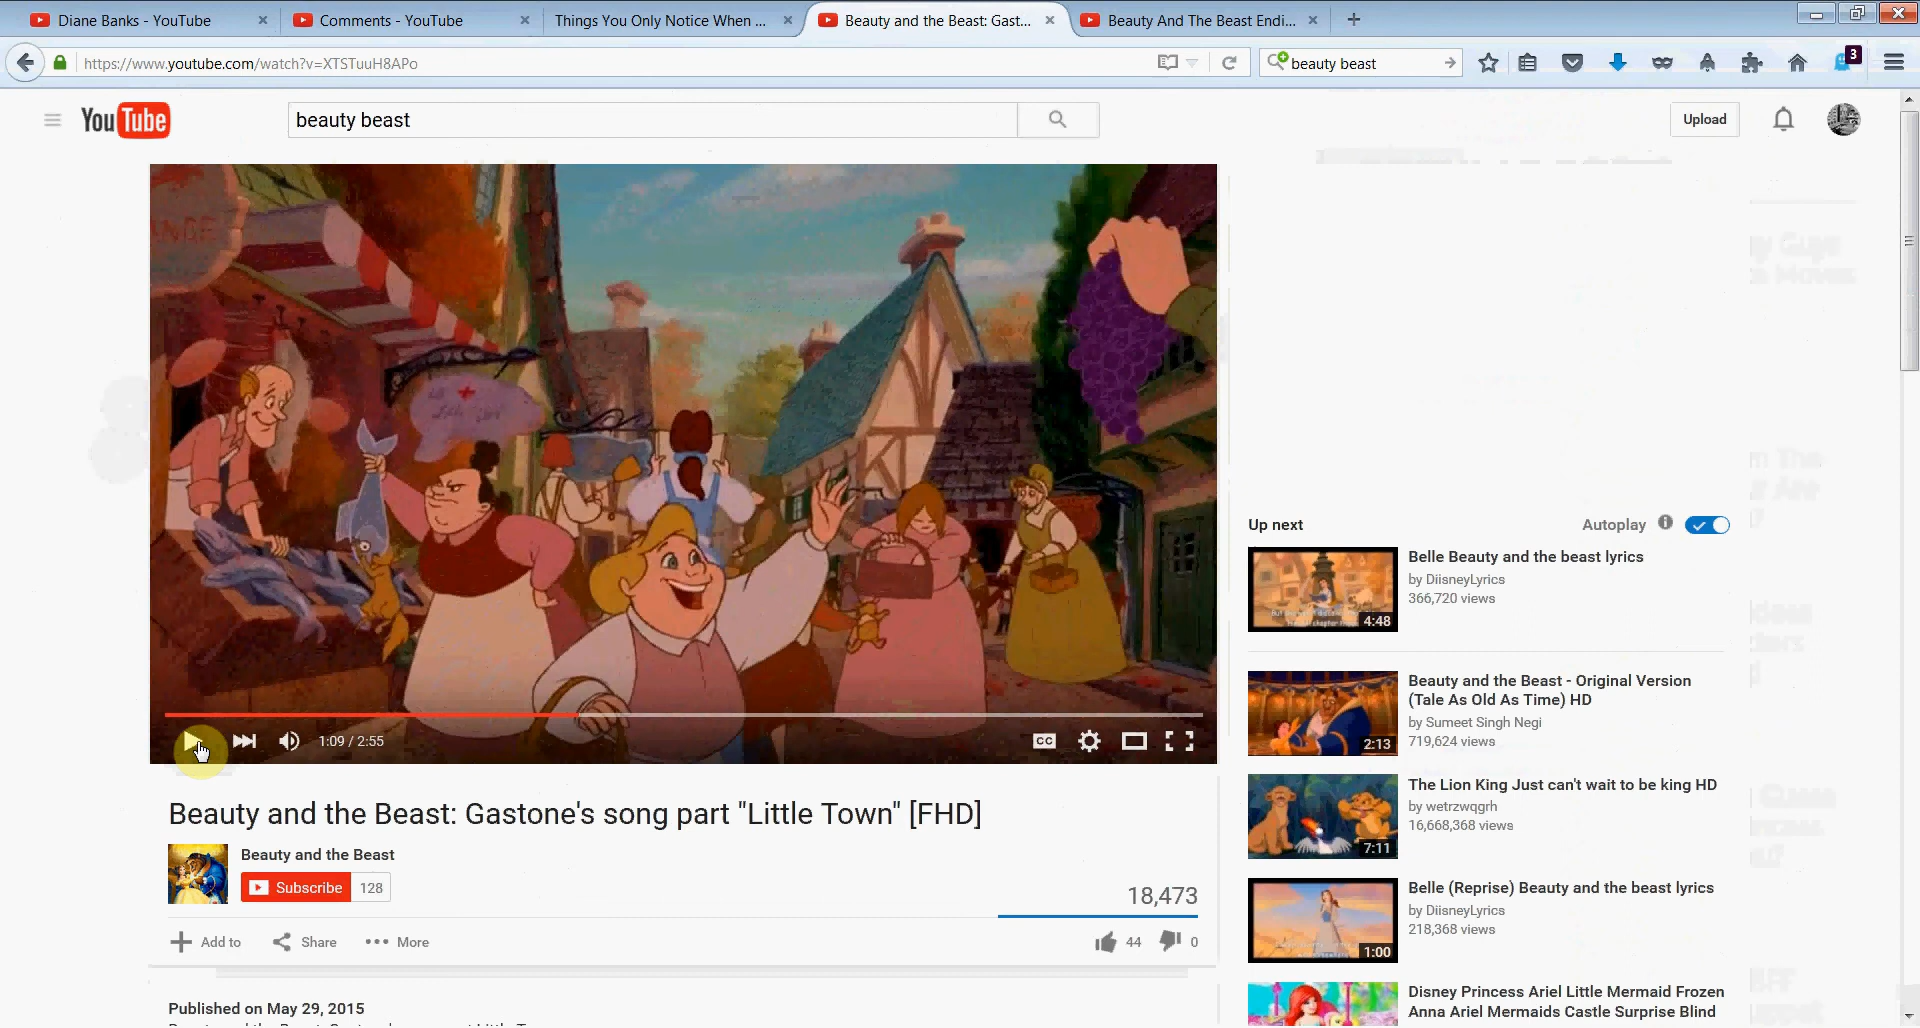 Diane Banks - YouTube
Comments - YouTube
Things You Only Notice When ...
Beauty and the Beast: Gast...
Beauty And The Beast Endi...
https://www.youtube.com/watch?v=XTSTuuH8APo
beauty beast
3
YouTube
beauty beast
Upload
1:09 / 2:55
CC
Beauty and the Beast: Gastone's song part "Little Town" [FHD]
Beauty and the Beast
Subscribe 128
18,473
Add to
Share
More
44
0
Published on May 29, 2015
Up next
Autoplay
Belle Beauty and the beast lyrics
by DiisneyLyrics
366,720 views
4:48
Beauty and the Beast - Original Version
(Tale As Old As Time) HD
by Sumeet Singh Negi
719,624 views
2:13
The Lion King Just can't wait to be king HD
by wetrzwqgrh
16,668,368 views
7:11
Belle (Reprise) Beauty and the beast lyrics
by DiisneyLyrics
218,368 views
1:00
Disney Princess Ariel Little Mermaid Frozen
Anna Ariel Mermaids Castle Surprise Blind